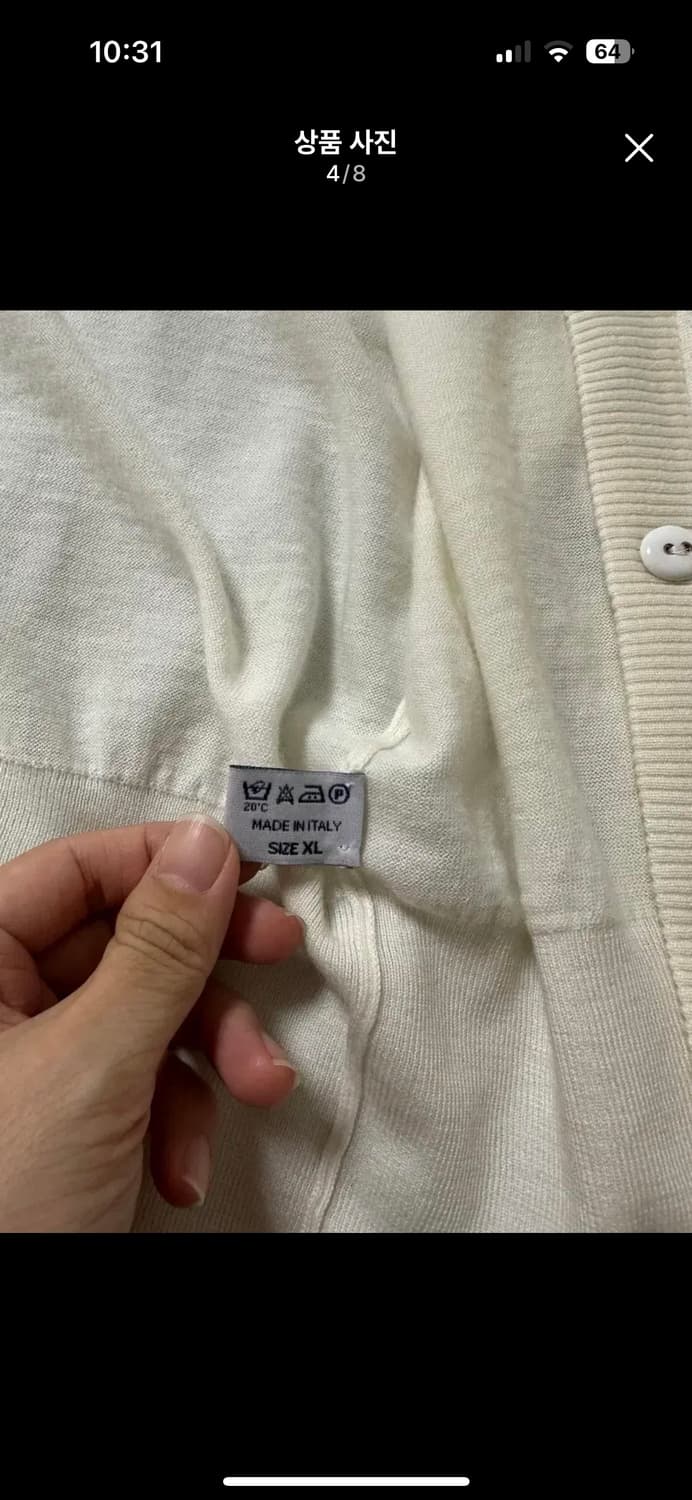 10:31
64
상품 사진
4/8
20°C
P
MADE IN ITALY
SIZE XL